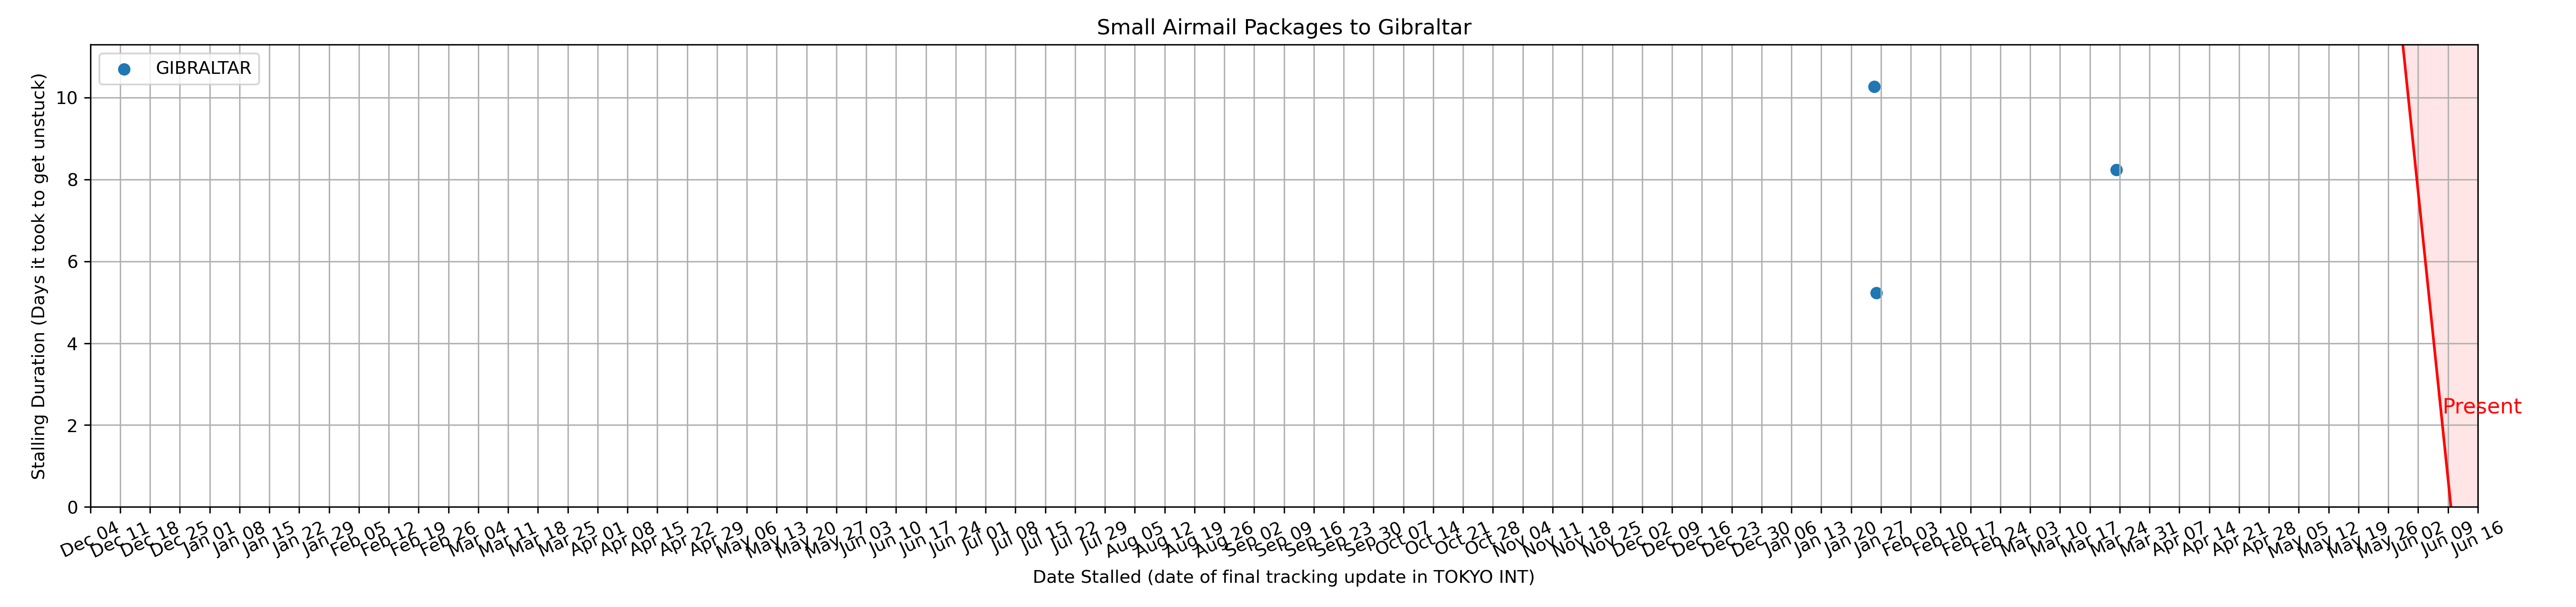 Small Airmail Packages to Gibraltar
GIBRALTAR
Stalling Duration (Days it took to get unstuck)
10
8
6
4
2
0
Present
Dec 04 Dec 11 Dec 18 Dec 25 Jan 01 Jan 08 Jan 15 Jan 22 Jan 29 Feb 05 Feb 12 Feb 19 Feb 26 Mar 04 Mar 11 Mar 18 Mar 25 Apr 01 Apr 08 Apr 15 Apr 22 Apr 29 May 06 May 13 May 20 May 27 Jun 03 Jun 10 Jun 17 Jun 24 Jul 01 Jul 08 Jul 15 Jul 22 Jul 29 Aug 05 Aug 12 Aug 19 Aug 26 Sep 02 Sep 09 Sep 16 Sep 23 Sep 30 Oct 07 Oct 14 Oct 21 Oct 28 Nov 04 Nov 11 Nov 18 Nov 25 Dec 02 Dec 09 Dec 16 Dec 23 Dec 30 Jan 06 Jan 13 Jan 20 Jan 27 Feb 03 Feb 10 Feb 17 Feb 24 Mar 03 Mar 10 Mar 17 Mar 24 Mar 31 Apr 07 Apr 14 Apr 21 Apr 28 May 05 May 12 May 19 May 26 Jun 02 Jun 09 Jun 16
Date Stalled (date of final tracking update in TOKYO INT)